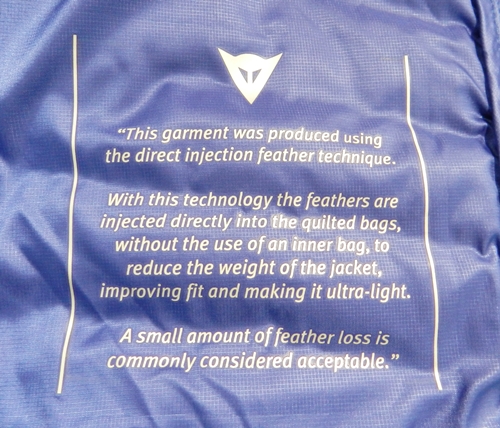 “This garment was produced using
the direct injection feather technique.
With this technology the feathers are
injected directly into the quilted bags,
without the use of an inner bag, to
reduce the weight of the jacket,
improving fit and making it ultra-light.
A small amount of feather loss is
commonly considered acceptable.”